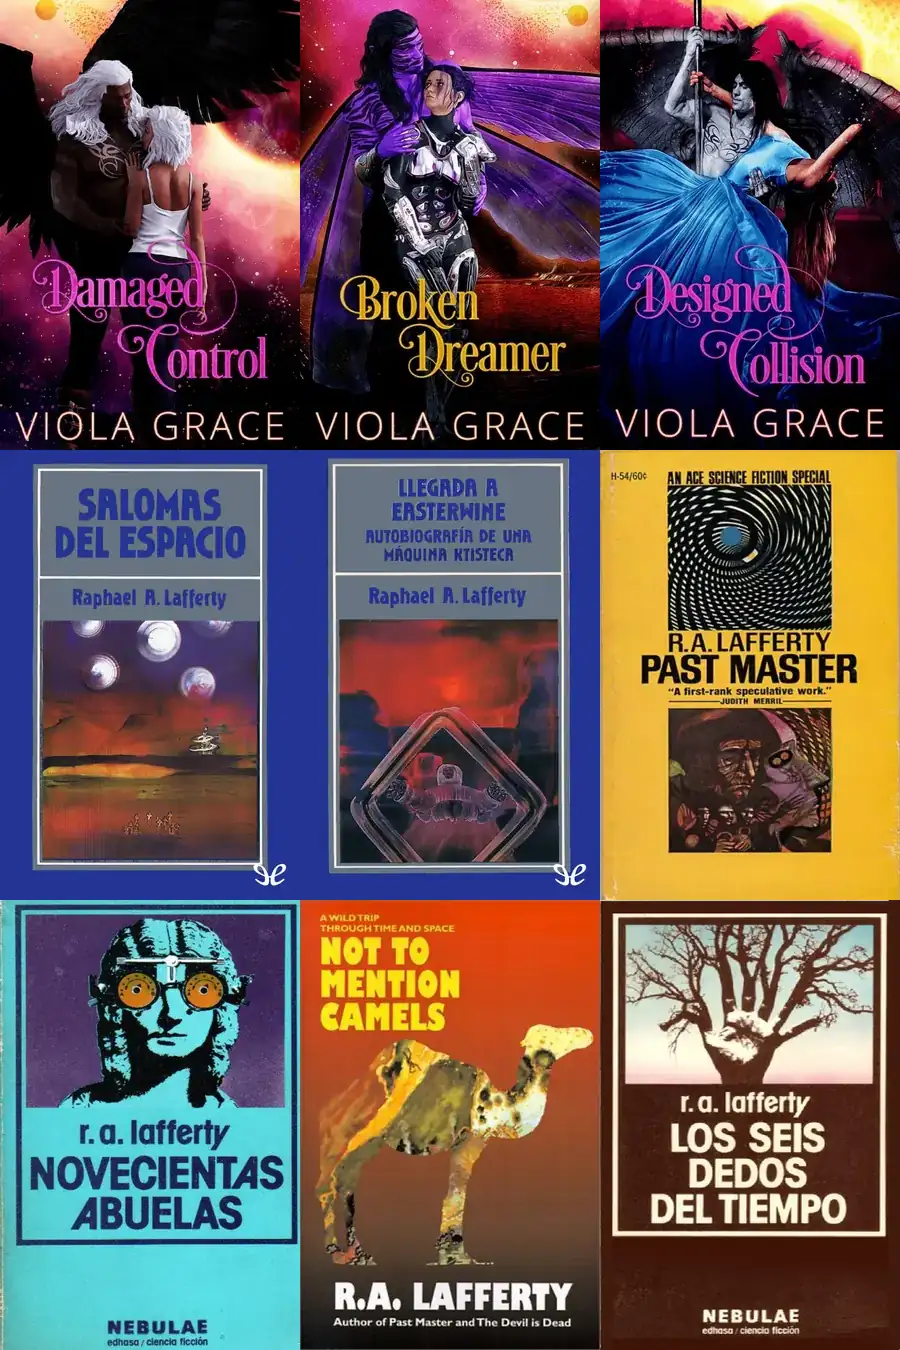 Damaged
Control
VIOLA GRACE
Broken
Dreamer
VIOLA GRACE
Designed
Collision
VIOLA GRACE
SALOMAS
DEL ESPACIO
Raphael A. Lafferty
LLEGADA A
EASTERWINE
AUTOBIOGRAFÍA DE UNA
MÁQUINA KTISTECA
Raphael A. Lafferty
H-54/60¢
AN ACE SCIENCE FICTION SPECIAL
R.A. LAFFERTY
PAST MASTER
"A first-rank speculative work."
JUDITH MERRIL
r. a. lafferty
NOVECIENTAS
ABUELAS
NEBULAE
edhasa / ciencia ficción
A WILD TRIP
THROUGH TIME AND SPACE
NOT TO
MENTION
CAMELS
R.A. LAFFERTY
Author of Past Master and The Devil is Dead
r. a. lafferty
LOS SEIS
DEDOS
DEL TIEMPO
NEBULAE
edhasa / ciencia ficción